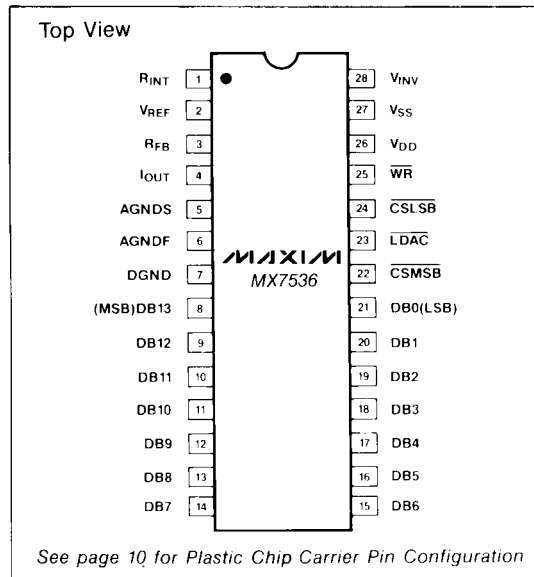 Top View
RINT 1 28 VINV
VREF 2 27 VSS
RFB 3 26 VDD
IOUT 4 25 WR
AGNDS 5 24 CSLSB
AGNDF 6 23 LDAC
MAXIM
DGND 7 22 CSMSB
MX7536
(MSB)DB13 8 21 DB0(LSB)
DB12 9 20 DB1
DB11 10 19 DB2
DB10 11 18 DB3
DB9 12 17 DB4
DB8 13 16 DB5
DB7 14 15 DB6
See page 10 for Plastic Chip Carrier Pin Configuration